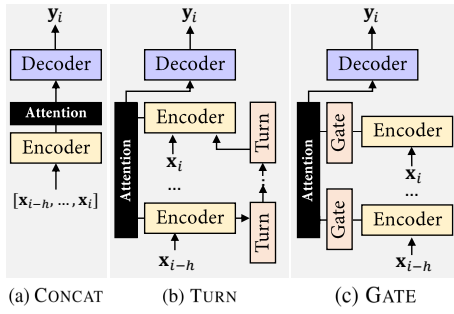 y_i
Decoder
Attention
Encoder
[x_{i-h}, ..., x_i]
(a) CONCAT
y_i
Decoder
Attention
Encoder
x_i
Turn
...
...
Encoder
Turn
x_{i-h}
(b) TURN
y_i
Decoder
Attention
Gate
Encoder
x_i
...
Gate
Encoder
x_{i-h}
(c) GATE